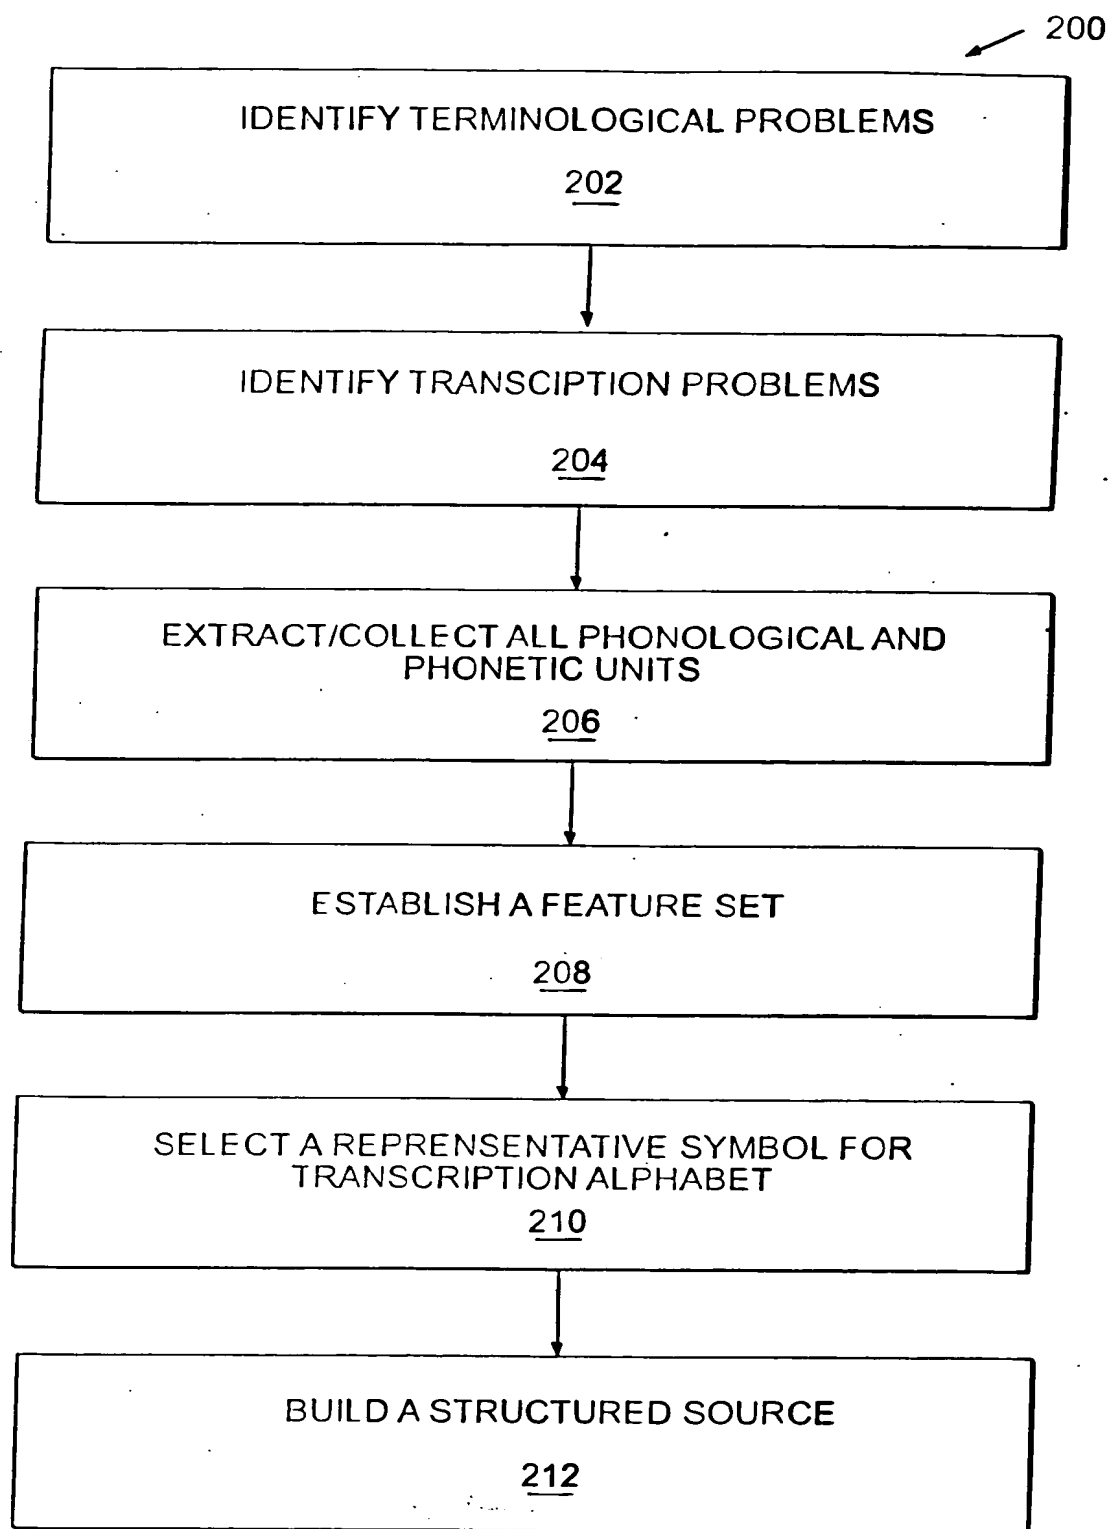 200
IDENTIFY TERMINOLOGICAL PROBLEMS
202
IDENTIFY TRANSCIPTION PROBLEMS
204
EXTRACT/COLLECT ALL PHONOLOGICAL AND
PHONETIC UNITS
206
ESTABLISH A FEATURE SET
208
SELECT A REPRENSENTATIVE SYMBOL FOR
TRANSCRIPTION ALPHABET
210
BUILD A STRUCTURED SOURCE
212